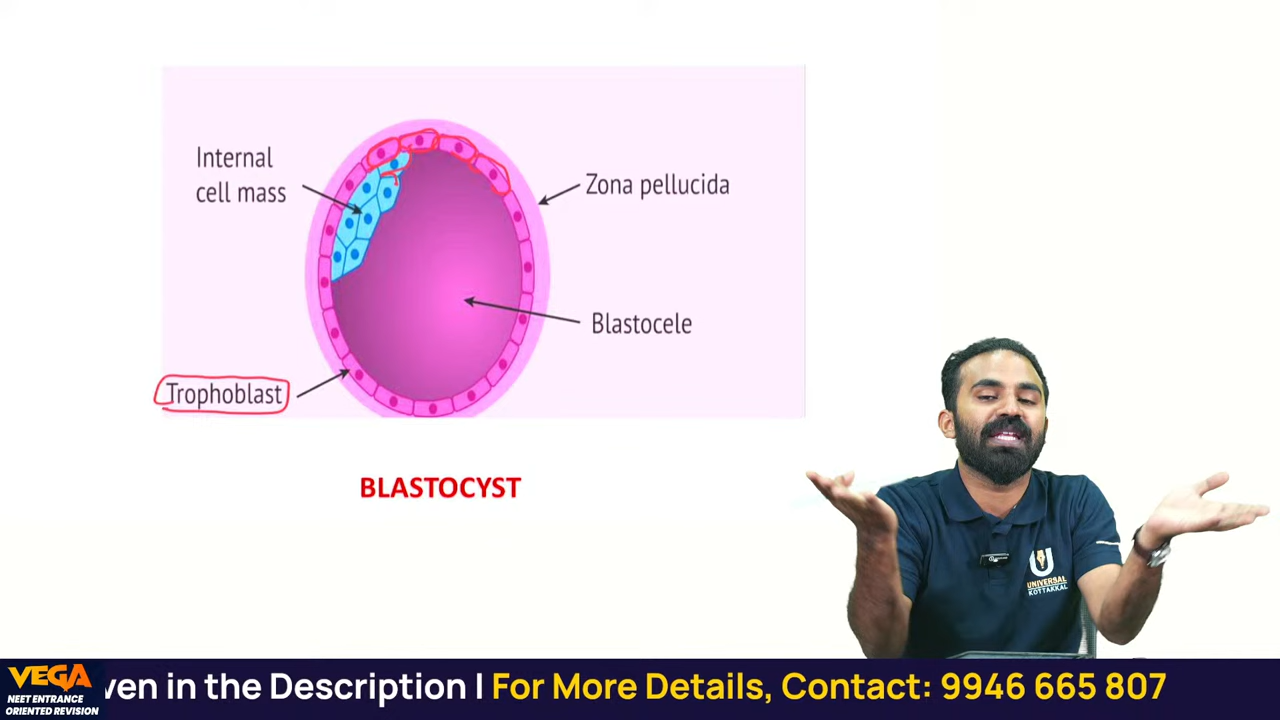 Internal
cell mass
Zona pellucida
Blastocele
Trophoblast
BLASTOCYST
U
UNIVERSAL
KOTTAKKAL
VEGA
NEET ENTRANCE
ORIENTED REVISION
ven in the Description | For More Details, Contact: 9946 665 807